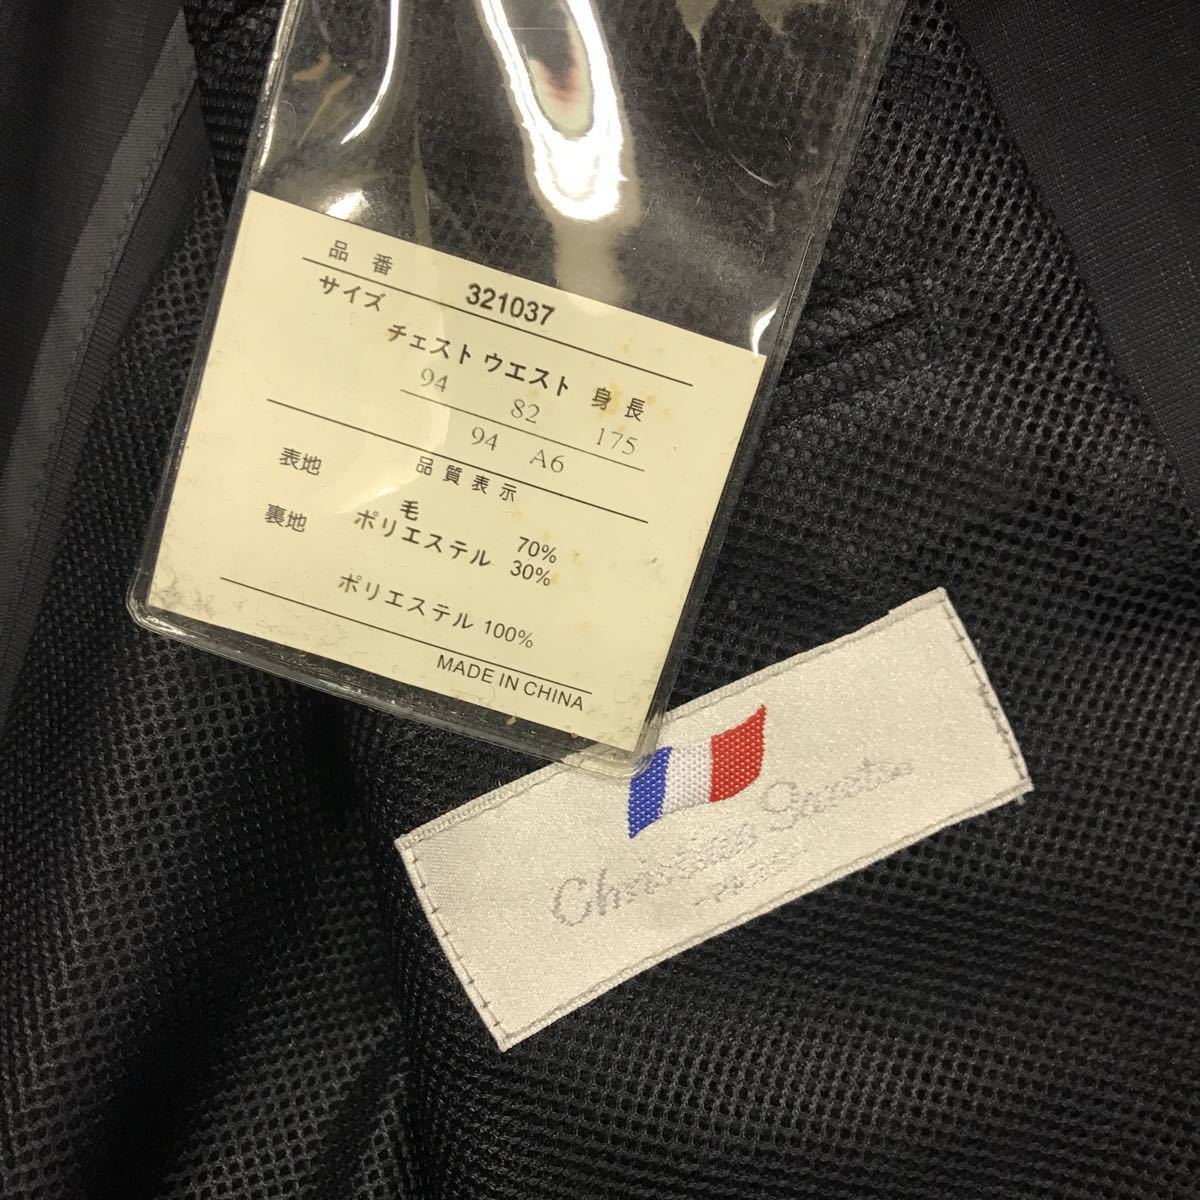 品番 321037
サイズ
チェスト ウエスト 身長
94 82 175
94 A6
品質表示
表地
毛 70%
裏地 ポリエステル 30%
ポリエステル 100%
MADE IN CHINA